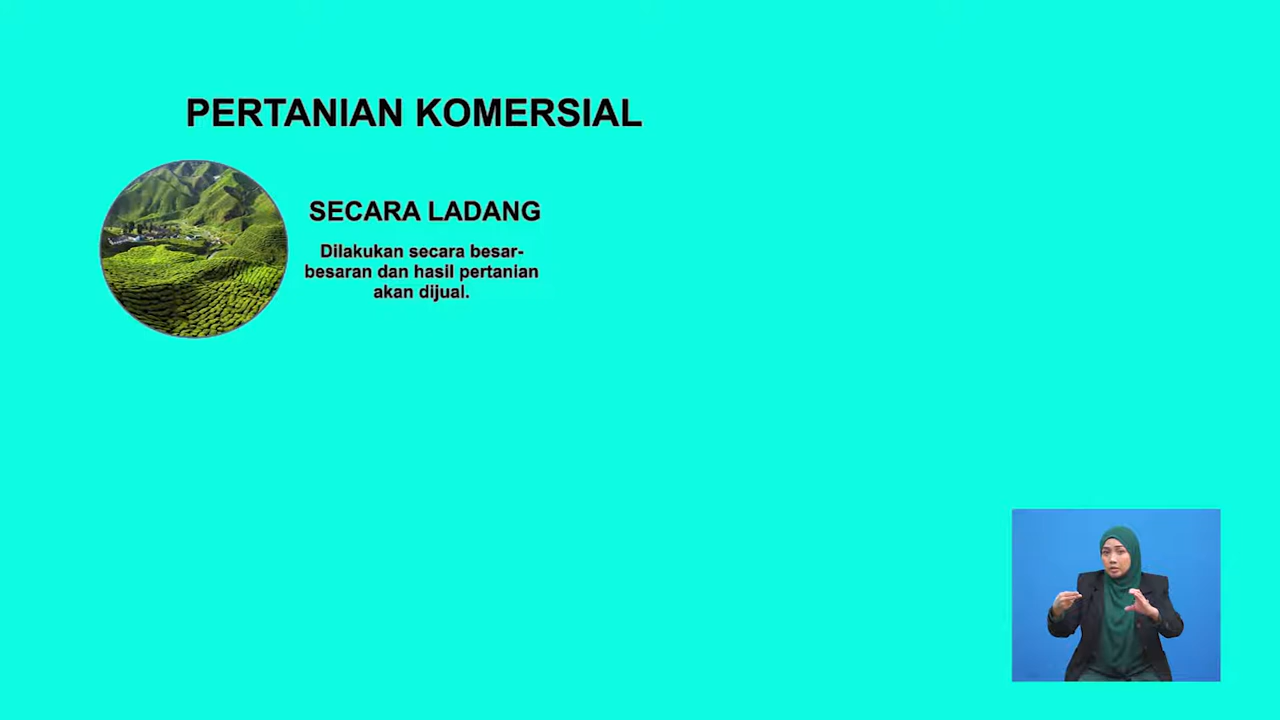 PERTANIAN KOMERSIAL
SECARA LADANG
Dilakukan secara besar-
besaran dan hasil pertanian
akan dijual.